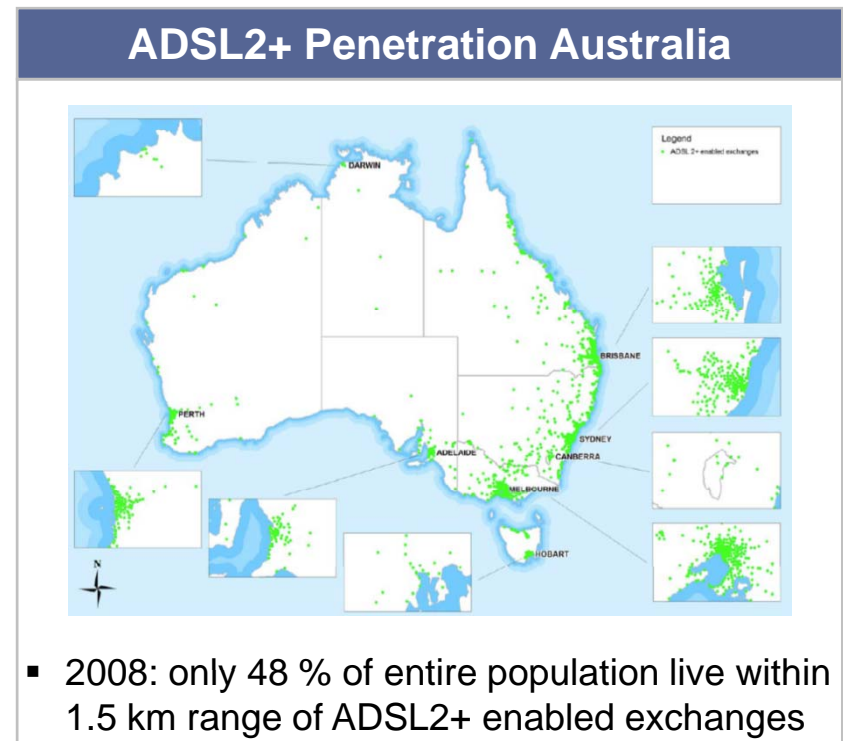 ADSL2+ Penetration Australia
Legend
ADSL 2+ enabled exchanges
DARWIN
BRISBANE
PERTH
SYDNEY
ADELAIDE
CANBERRA
MELBOURNE
HOBART
N
▪ 2008: only 48 % of entire population live within
1.5 km range of ADSL2+ enabled exchanges